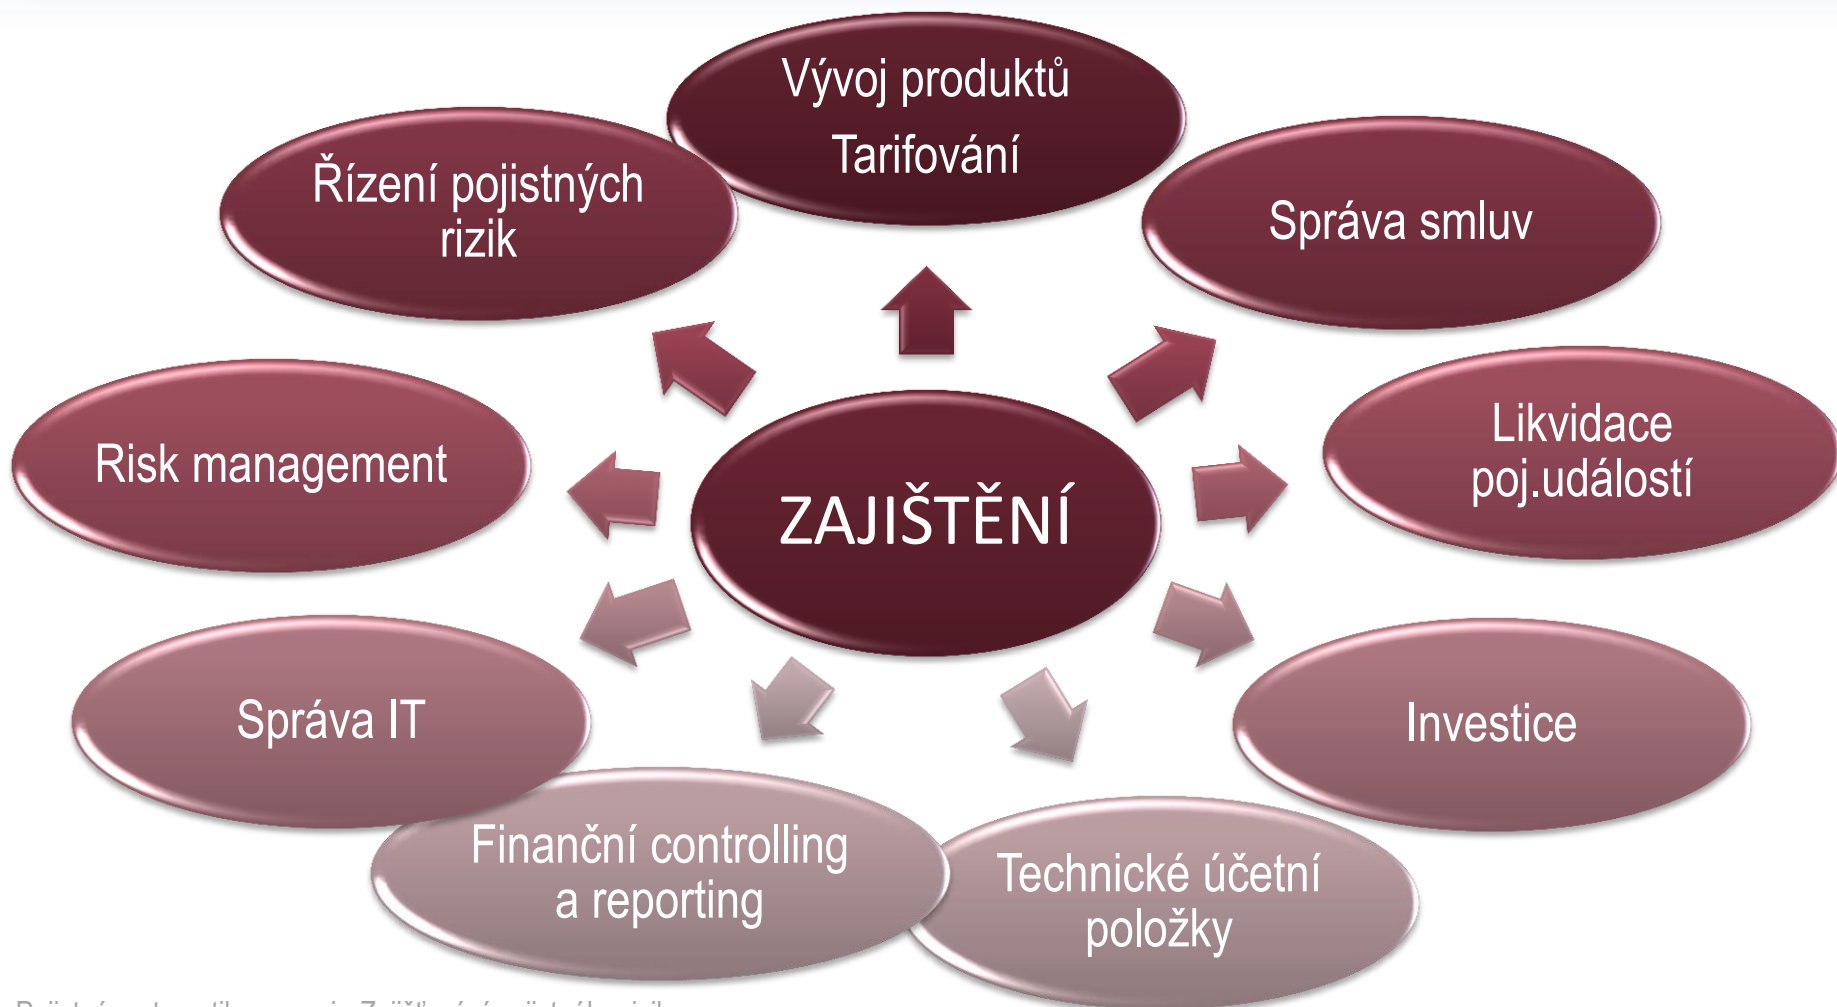 Vývoj produktů
Tarifování
Řízení pojistných
rizik
Správa smluv
Risk management
Likvidace
poj.událostí
ZAJIŠTĚNÍ
Správa IT
Investice
Finanční controlling
a reporting
Technické účetní
položky